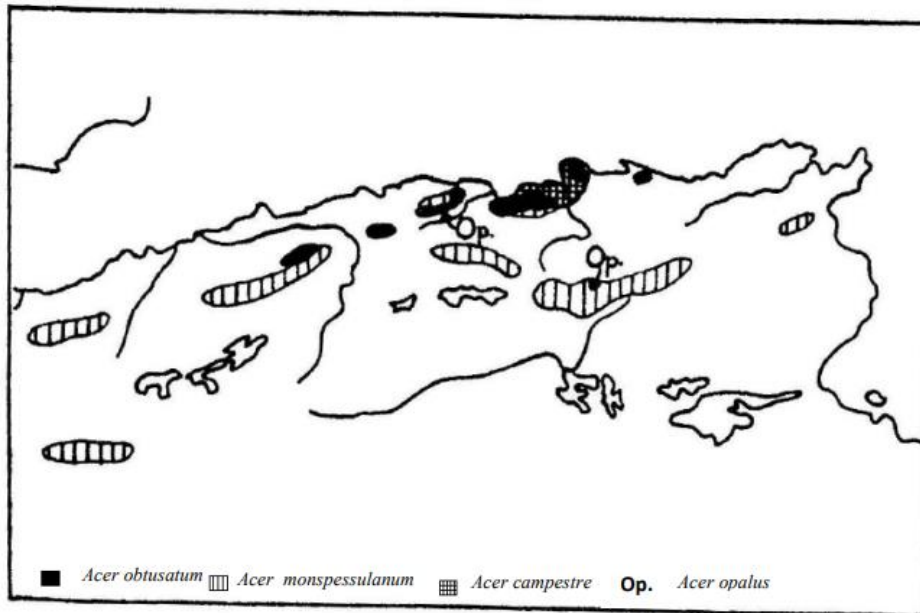 Op.
Op.
Acer obtusatum Acer monspessulanum Acer campestre Op. Acer opalus